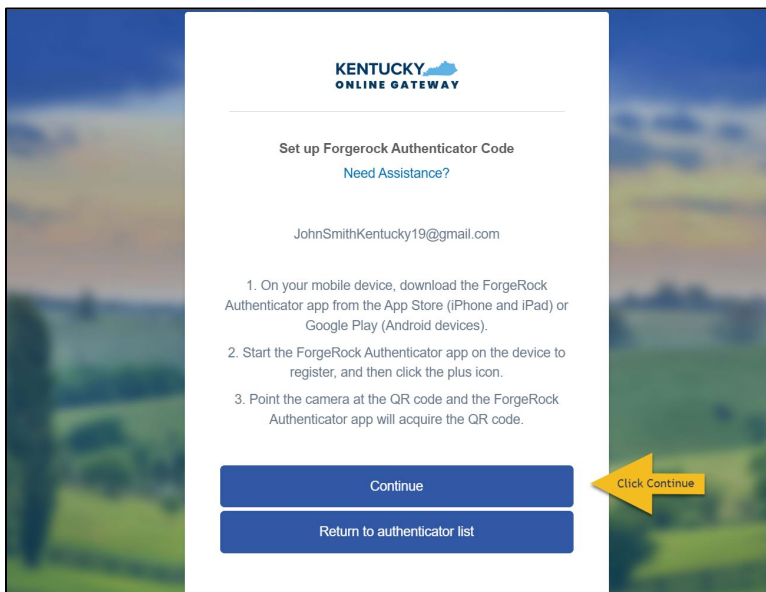 KENTUCKY
ONLINE GATEWAY
Set up Forgerock Authenticator Code
Need Assistance?
JohnSmithKentucky19@gmail.com
1. On your mobile device, download the ForgeRock
Authenticator app from the App Store (iPhone and iPad) or
Google Play (Android devices).
2. Start the ForgeRock Authenticator app on the device to
register, and then click the plus icon.
3. Point the camera at the QR code and the ForgeRock
Authenticator app will acquire the QR code.
Continue
Click Continue
Return to authenticator list